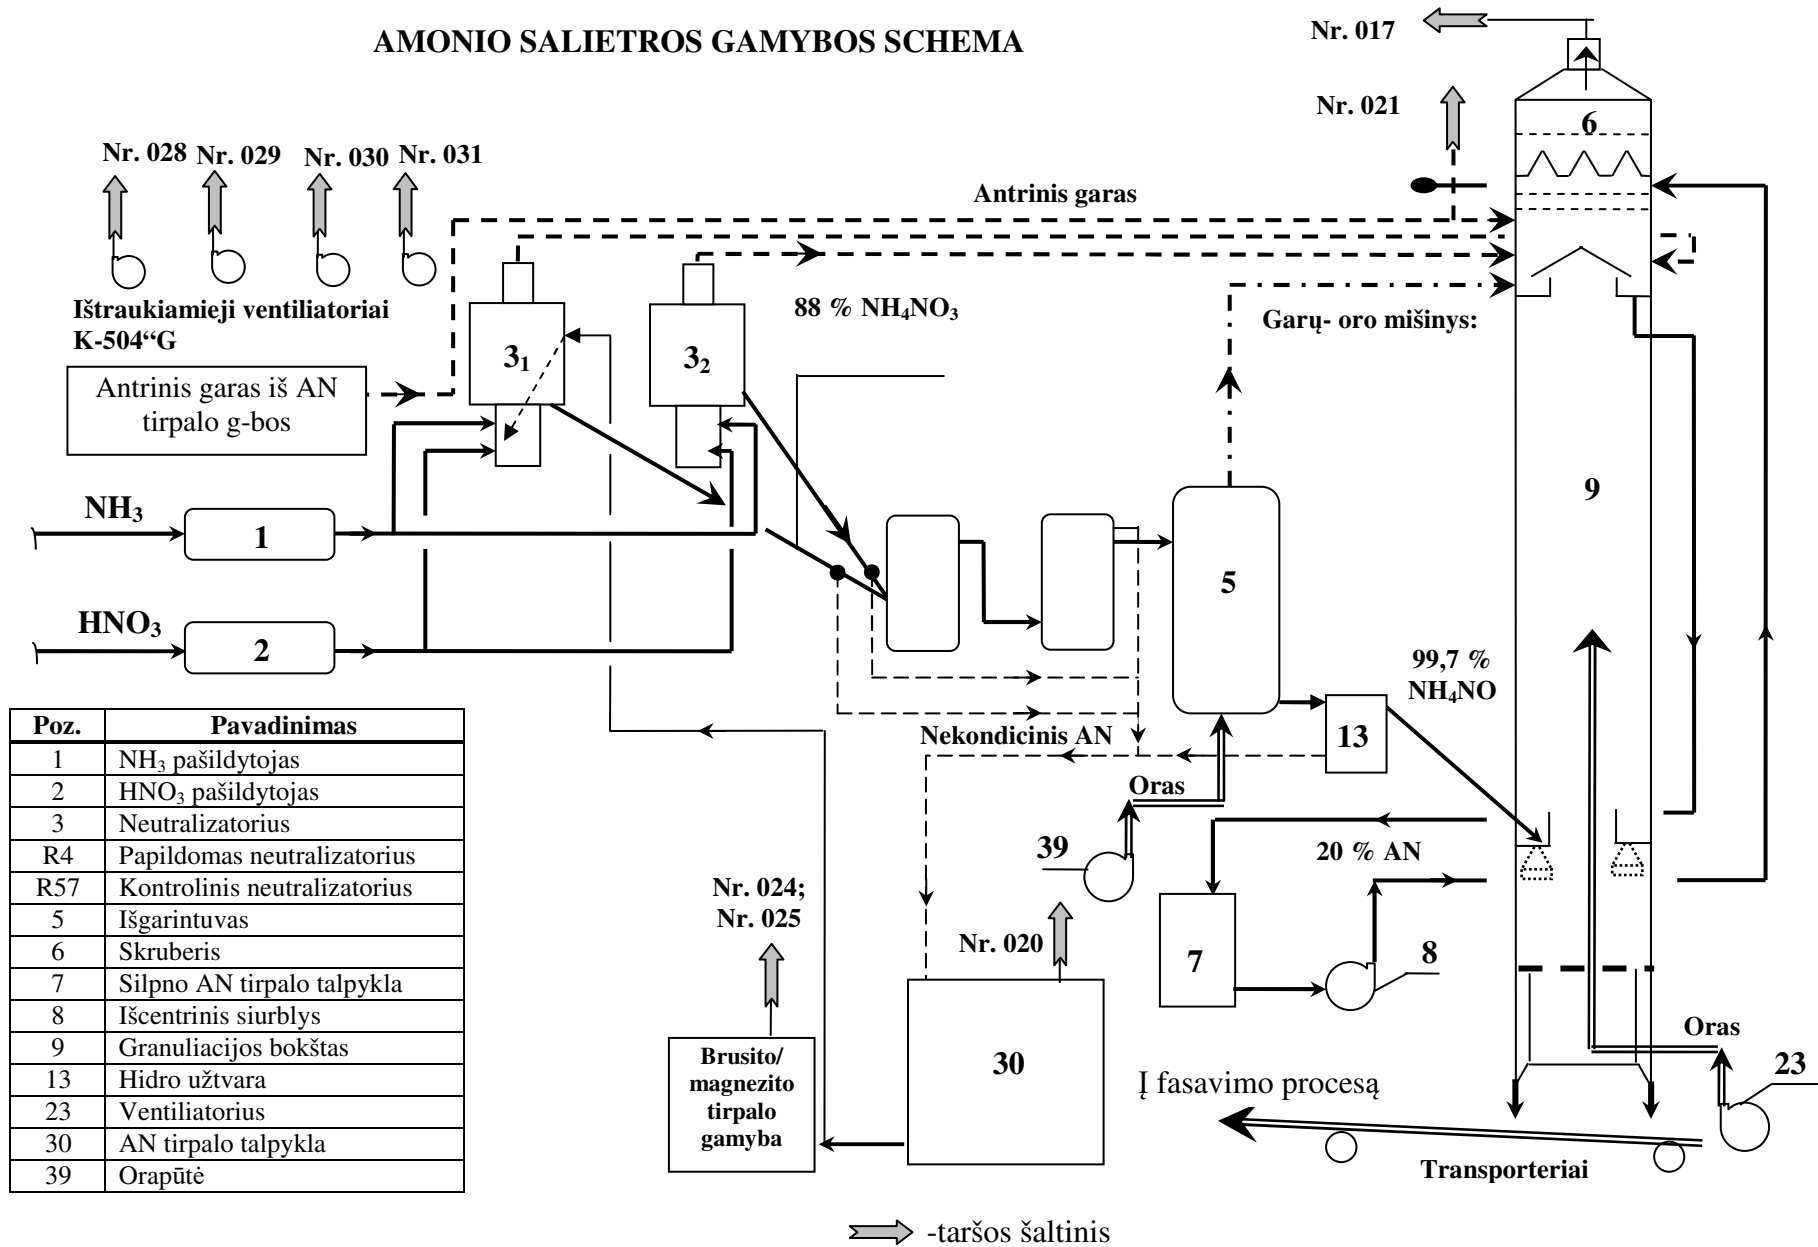 AMONIO SALIETROS GAMYBOS SCHEMA
Nr. 017
Nr. 021
6
Nr. 028
Nr. 029
Nr. 030
Nr. 031
Antrinis garas
Ištraukiamieji ventiliatoriai
K-504“G
88 % NH₄NO₃
Garų- oro mišinys:
3₁
3₂
Antrinis garas iš AN
tirpalo g-bos
9
NH₃
1
5
HNO₃
2
99,7 %
NH₄NO
Nekondicinis AN
13
Oras
39
20 % AN
Nr. 024;
Nr. 025
Nr. 020
7
8
Oras
23
Brusito/
magnezito
tirpalo
gamyba
30
Į fasavimo procesą
Transporteriai
Poz. Pavadinimas
1 NH₃ pašildytojas
2 HNO₃ pašildytojas
3 Neutralizatorius
R4 Papildomas neutralizatorius
R57 Kontrolinis neutralizatorius
5 Išgarintuvas
6 Skruberis
7 Silpno AN tirpalo talpykla
8 Išcentrinis siurblys
9 Granuliacijos bokštas
13 Hidro užtvara
23 Ventiliatorius
30 AN tirpalo talpykla
39 Orapūtė
-taršos šaltinis